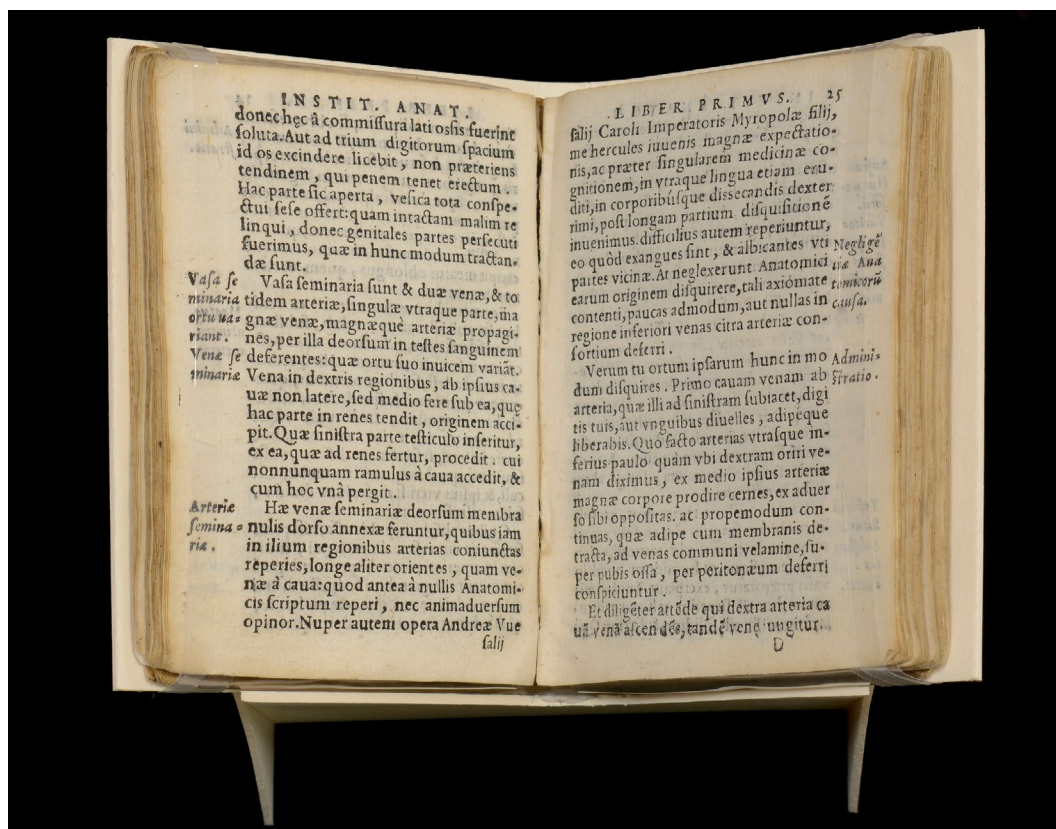 INSTIT. ANAT.
donec hęc à commiſſura lati oſſis fuerint
ſoluta. Aut ad trium digitorum ſpacium
id os excindere licebit, non præteriens
tendinem, qui penem tenet erectum.
Hac parte ſic aperta, veſica tota conſpe-
ctui ſeſe offert: quam intactam malim re
linqui, donec genitales partes perſecuti
fuerimus, quæ in hunc modum tractan-
dæ ſunt.
Vaſa ſe
minaria
ortu ua=
riant.
Venæ ſe
minariæ
Vaſa ſeminaria ſunt & duæ venæ, & to
tidem arteriæ, ſingulæ vtraque parte, ma
gnæ venæ, magnæquè arteriæ propagi-
nes, per illa deorſum in teſtes ſanguinem
deferentes: quæ ortu ſuo inuicem variāt.
Vena in dextris regionibus, ab ipſius ca-
uæ non latere, ſed medio fere ſub ea, quę
hac parte in renes tendit, originem acci-
pit. Quæ ſiniſtra parte teſticulo inſeritur,
ex ea, quæ ad renes fertur, procedit. cui
nonnunquam ramulus à caua accedit, &
cum hoc vnâ pergit.
Arteriæ
ſemina=
riæ.
Hæ venæ ſeminariæ deorſum membra
nulis dorſo annexæ feruntur, quibus iam
in ilium regionibus arterias coniunctas
reperies, longe aliter orientes, quam ve-
næ à caua: quod antea à nullis Anatomi-
cis ſcriptum reperi, nec animaduerſum
opinor. Nuper autem opera Andreæ Vue
ſalij
LIBER PRIMVS. 25
ſalij Caroli Imperatoris Myropolæ filij,
me hercules iuuenis magnæ expectatio-
nis, ac præter ſingularem medicinæ co-
gnitionem, in vtraque lingua etiam eru-
diti, in corporibúſque diſſecandis dexter
rimi, poſt longam partium diſquiſitionē
inuenimus. difficilius autem reperiuntur,
eo quòd exangues ſint, & albicantes vti
partes vicinæ. At neglexerunt Anatomici
earum originem diſquirere, tali axiomate
contenti, paucas admodum, aut nullas in
regione inferiori venas citra arteriæ con-
ſortium deferri.
Negligē
tiæ Ana
tomicorū
cauſa.
Verum tu ortum ipſarum hunc in mo
dum diſquires. Primo cauam venam ab
arteria, quæ illi ad ſiniſtram ſubiacet, digi
tis tuis, aut vnguibus diuelles, adipeque
liberabis. Quo facto arterias vtraſque in-
ferius paulo quàm vbi dextram oriri ve-
nam diximus, ex medio ipſius arteriæ
magnæ corpore prodire cernes, ex aduer
ſo ſibi oppoſitas. ac propemodum con-
tinuas, quæ adipe cum membranis de-
tracta, ad venas communi velamine, ſu-
per pubis oſſa, per peritonæum deferri
conſpiciuntur.
Admini-
ſtratio.
Et diligēter attēde qui dextra arteria ca
uā venā aſcendēs, tandē venę iungitur.
D